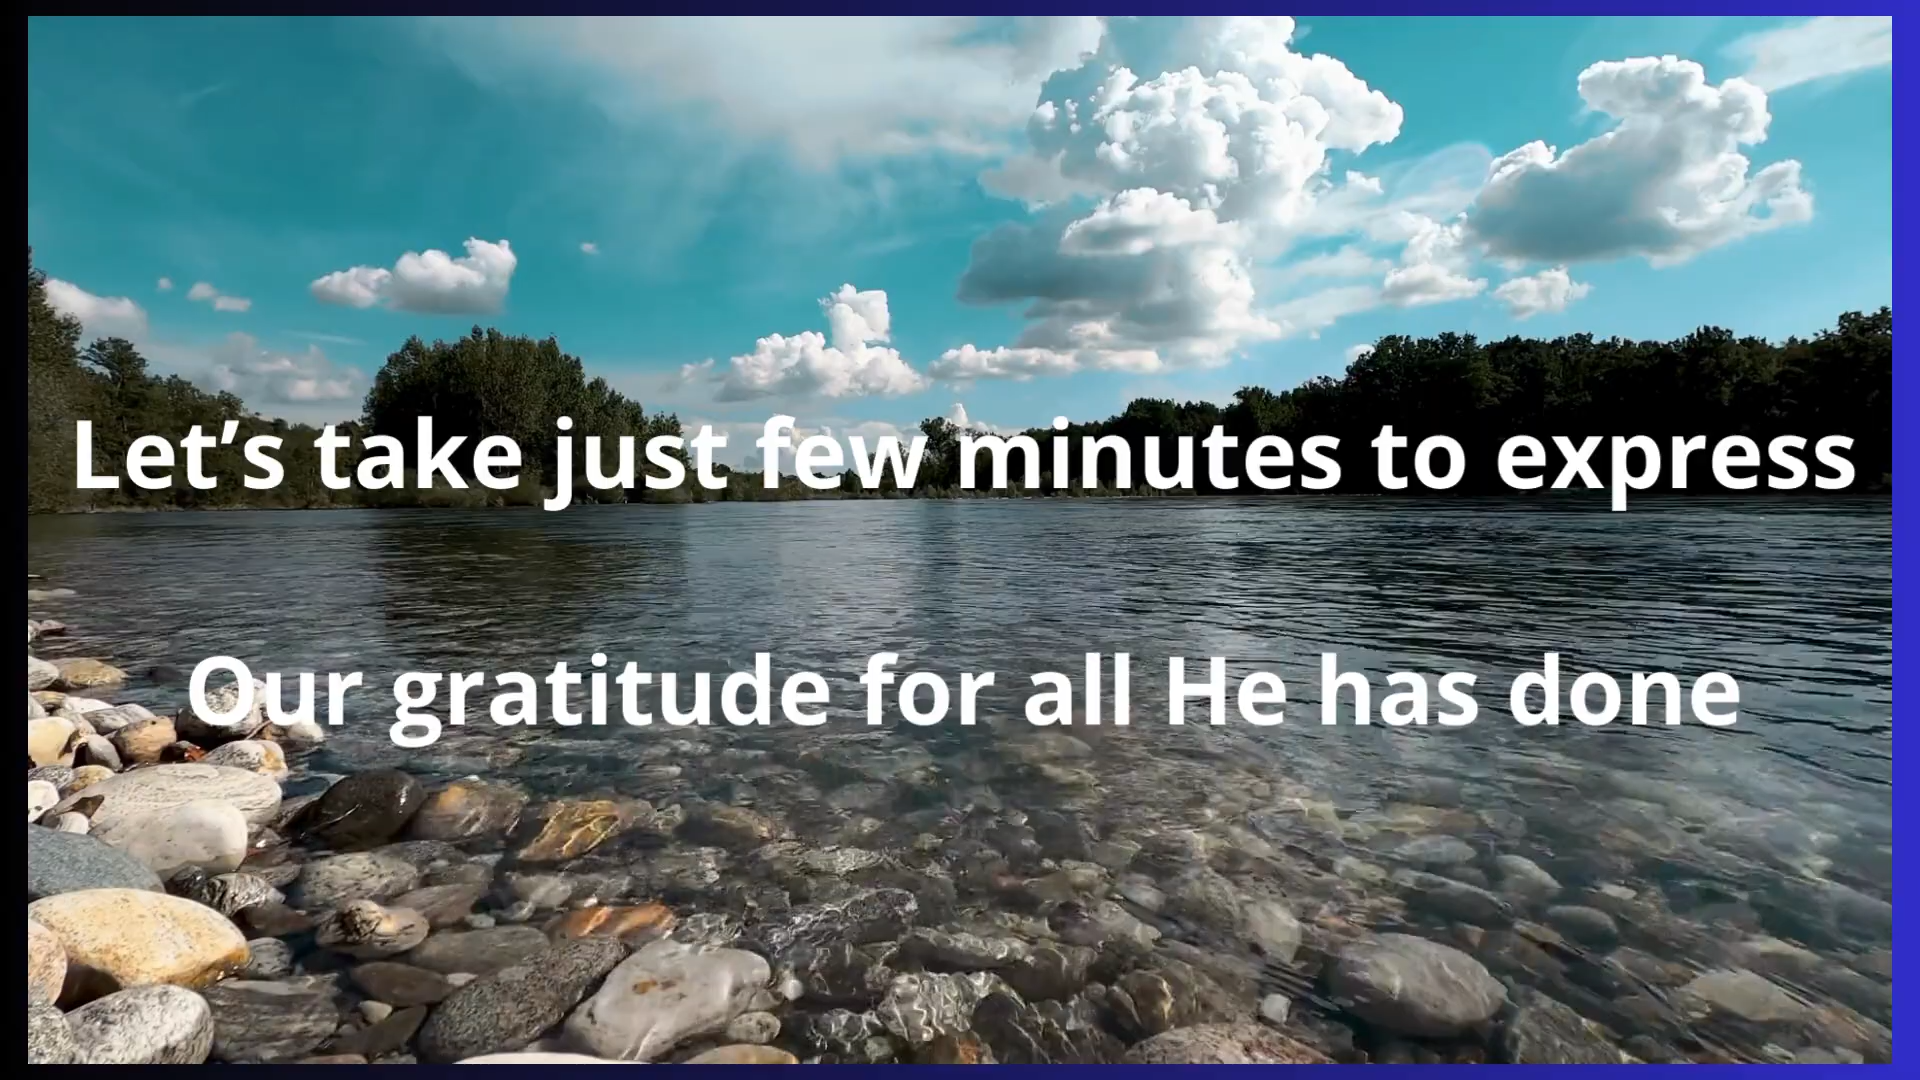 Let’s take just few minutes to express
Our gratitude for all He has done